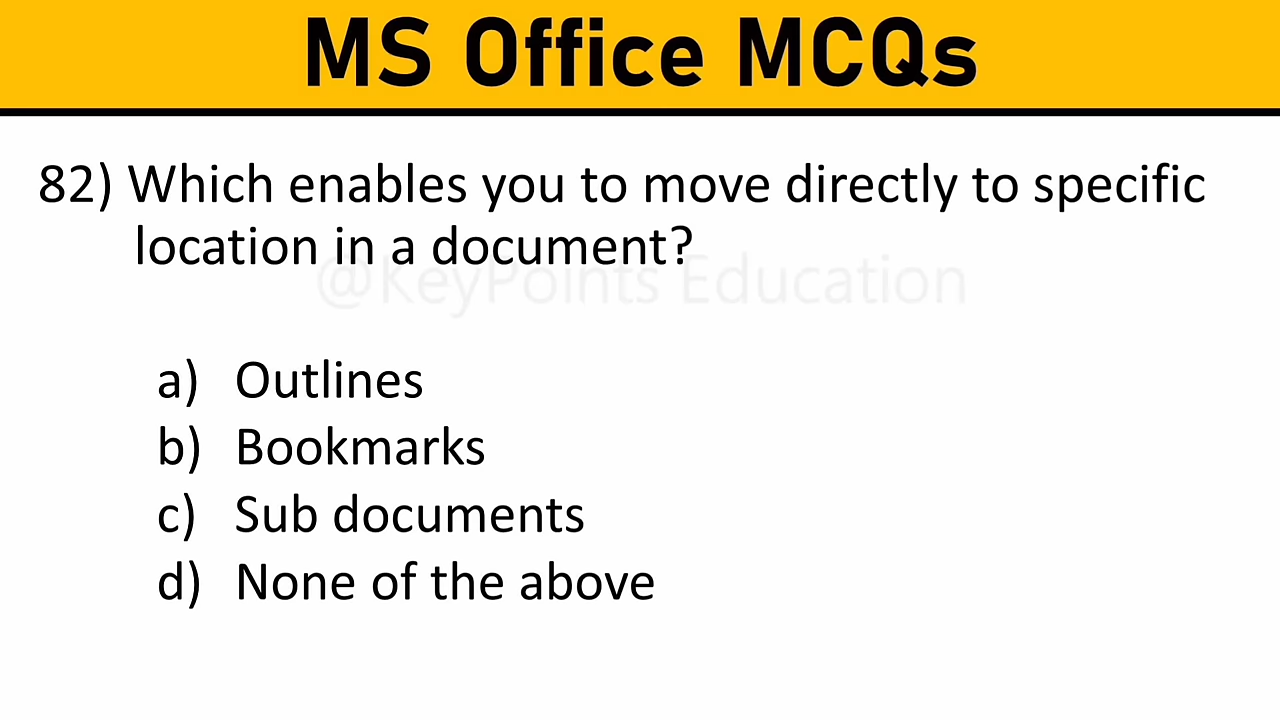 MS Office MCQs
82) Which enables you to move directly to specific
location in a document?
@KeyPoints Education
a) Outlines
b) Bookmarks
c) Sub documents
d) None of the above